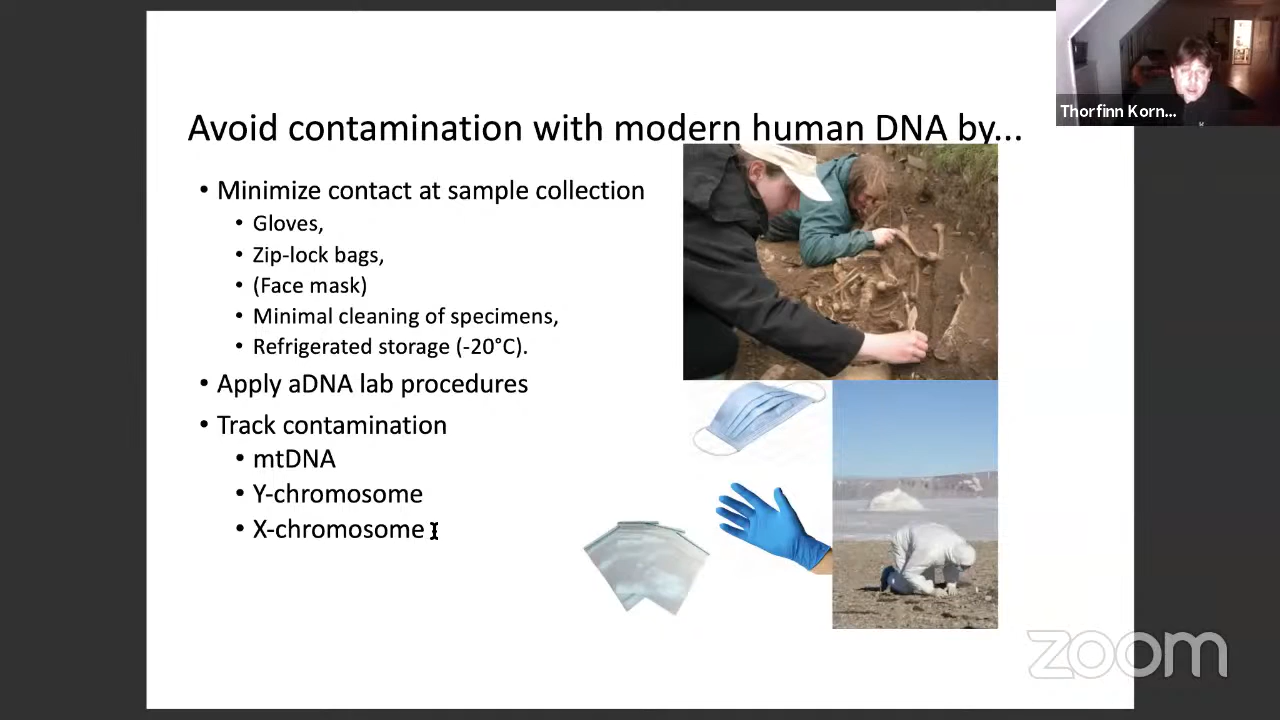 Avoid contamination with modern human DNA by...
• Minimize contact at sample collection
• Gloves,
• Zip-lock bags,
• (Face mask)
• Minimal cleaning of specimens,
• Refrigerated storage (-20°C).
• Apply aDNA lab procedures
• Track contamination
• mtDNA
• Y-chromosome
• X-chromosome
Thorfinn Korn...
zoom